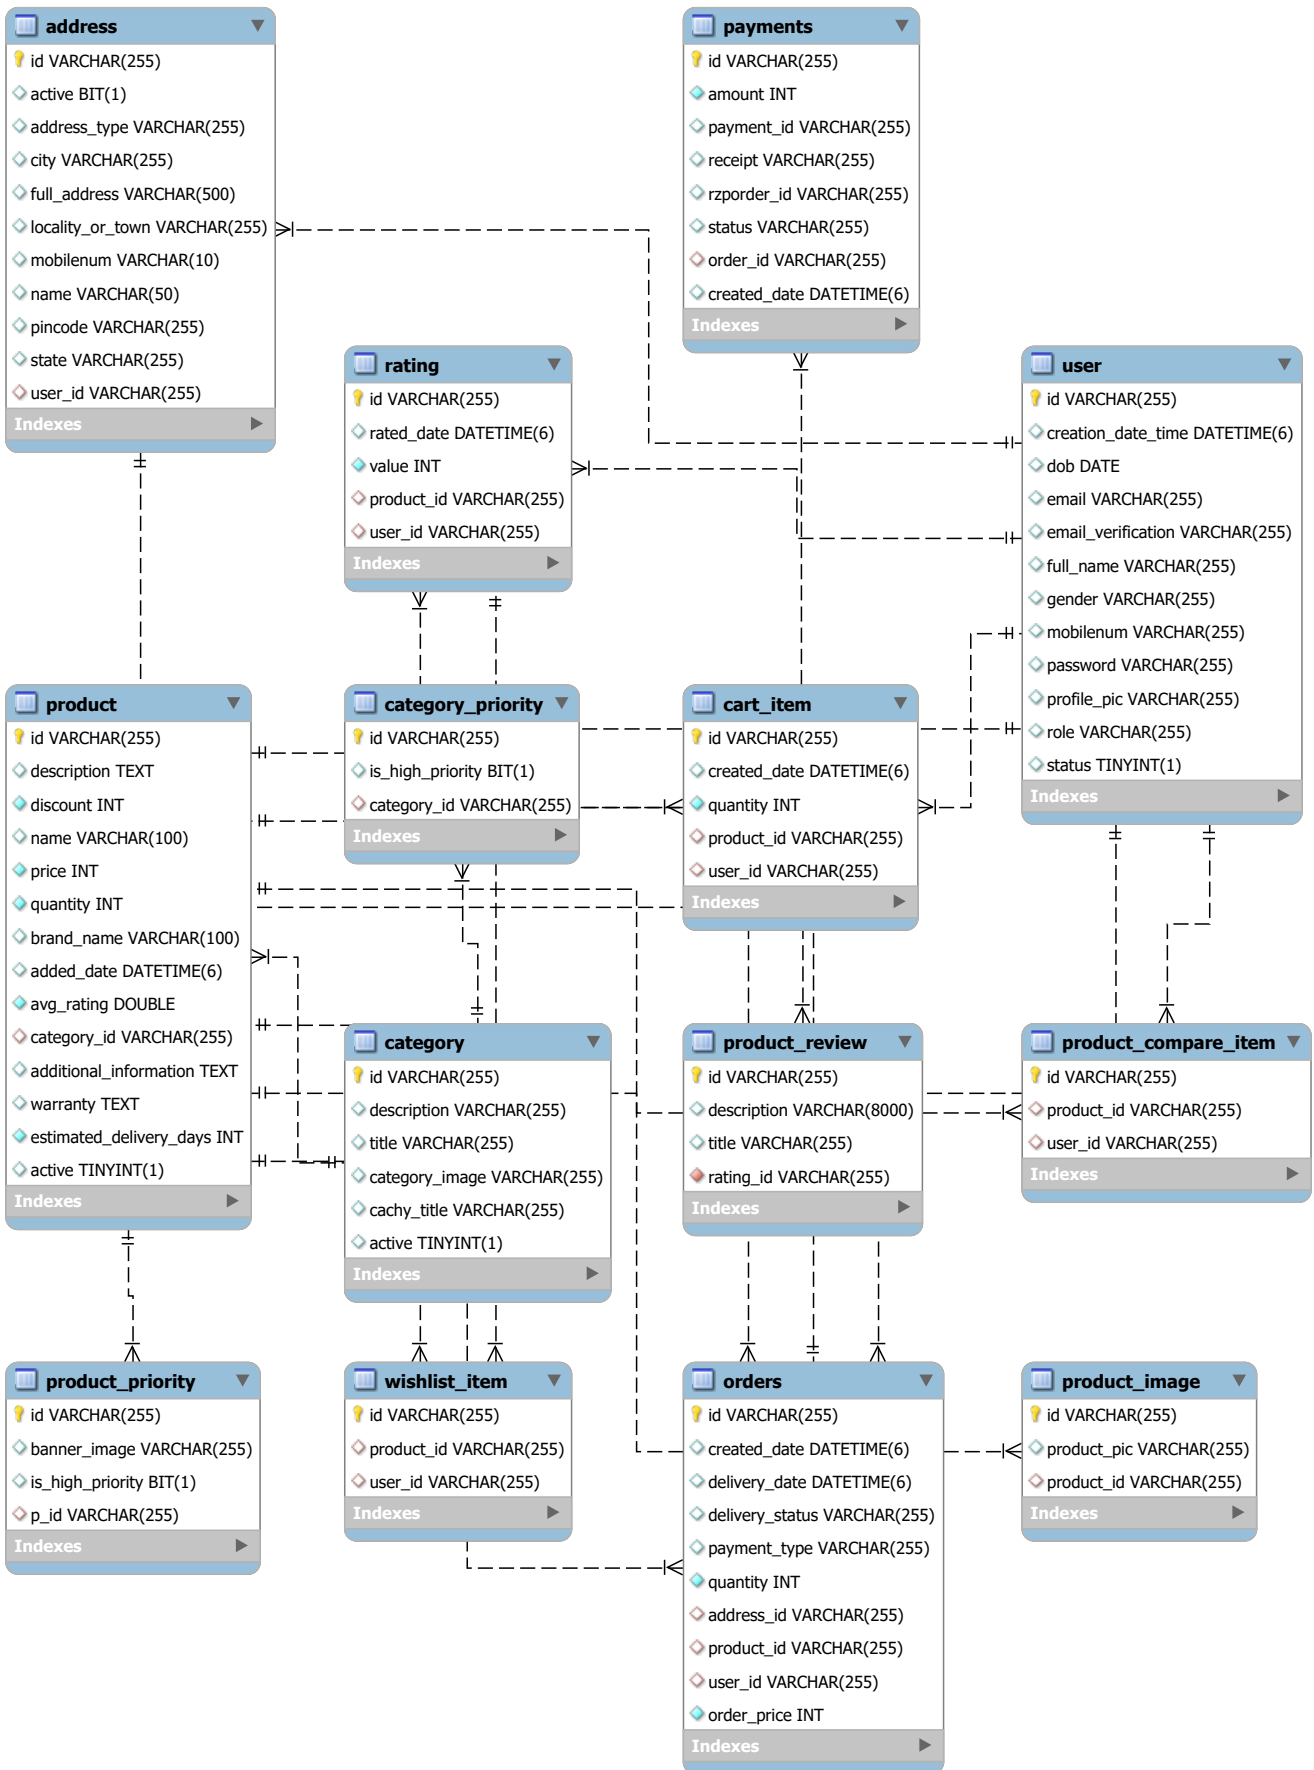 address
id VARCHAR(255)
active BIT(1)
address_type VARCHAR(255)
city VARCHAR(255)
full_address VARCHAR(500)
locality_or_town VARCHAR(255)
mobilenum VARCHAR(10)
name VARCHAR(50)
pincode VARCHAR(255)
state VARCHAR(255)
user_id VARCHAR(255)
Indexes
payments
id VARCHAR(255)
amount INT
payment_id VARCHAR(255)
receipt VARCHAR(255)
rzporder_id VARCHAR(255)
status VARCHAR(255)
order_id VARCHAR(255)
created_date DATETIME(6)
Indexes
rating
id VARCHAR(255)
rated_date DATETIME(6)
value INT
product_id VARCHAR(255)
user_id VARCHAR(255)
Indexes
user
id VARCHAR(255)
creation_date_time DATETIME(6)
dob DATE
email VARCHAR(255)
email_verification VARCHAR(255)
full_name VARCHAR(255)
gender VARCHAR(255)
mobilenum VARCHAR(255)
password VARCHAR(255)
profile_pic VARCHAR(255)
role VARCHAR(255)
status TINYINT(1)
Indexes
product
id VARCHAR(255)
description TEXT
discount INT
name VARCHAR(100)
price INT
quantity INT
brand_name VARCHAR(100)
added_date DATETIME(6)
avg_rating DOUBLE
category_id VARCHAR(255)
additional_information TEXT
warranty TEXT
estimated_delivery_days INT
active TINYINT(1)
Indexes
category_priority
id VARCHAR(255)
is_high_priority BIT(1)
category_id VARCHAR(255)
Indexes
cart_item
id VARCHAR(255)
created_date DATETIME(6)
quantity INT
product_id VARCHAR(255)
user_id VARCHAR(255)
Indexes
category
id VARCHAR(255)
description VARCHAR(255)
title VARCHAR(255)
category_image VARCHAR(255)
cachy_title VARCHAR(255)
active TINYINT(1)
Indexes
product_review
id VARCHAR(255)
description VARCHAR(8000)
title VARCHAR(255)
rating_id VARCHAR(255)
Indexes
product_compare_item
id VARCHAR(255)
product_id VARCHAR(255)
user_id VARCHAR(255)
Indexes
product_priority
id VARCHAR(255)
banner_image VARCHAR(255)
is_high_priority BIT(1)
p_id VARCHAR(255)
Indexes
wishlist_item
id VARCHAR(255)
product_id VARCHAR(255)
user_id VARCHAR(255)
Indexes
orders
id VARCHAR(255)
created_date DATETIME(6)
delivery_date DATETIME(6)
delivery_status VARCHAR(255)
payment_type VARCHAR(255)
quantity INT
address_id VARCHAR(255)
product_id VARCHAR(255)
user_id VARCHAR(255)
order_price INT
Indexes
product_image
id VARCHAR(255)
product_pic VARCHAR(255)
product_id VARCHAR(255)
Indexes